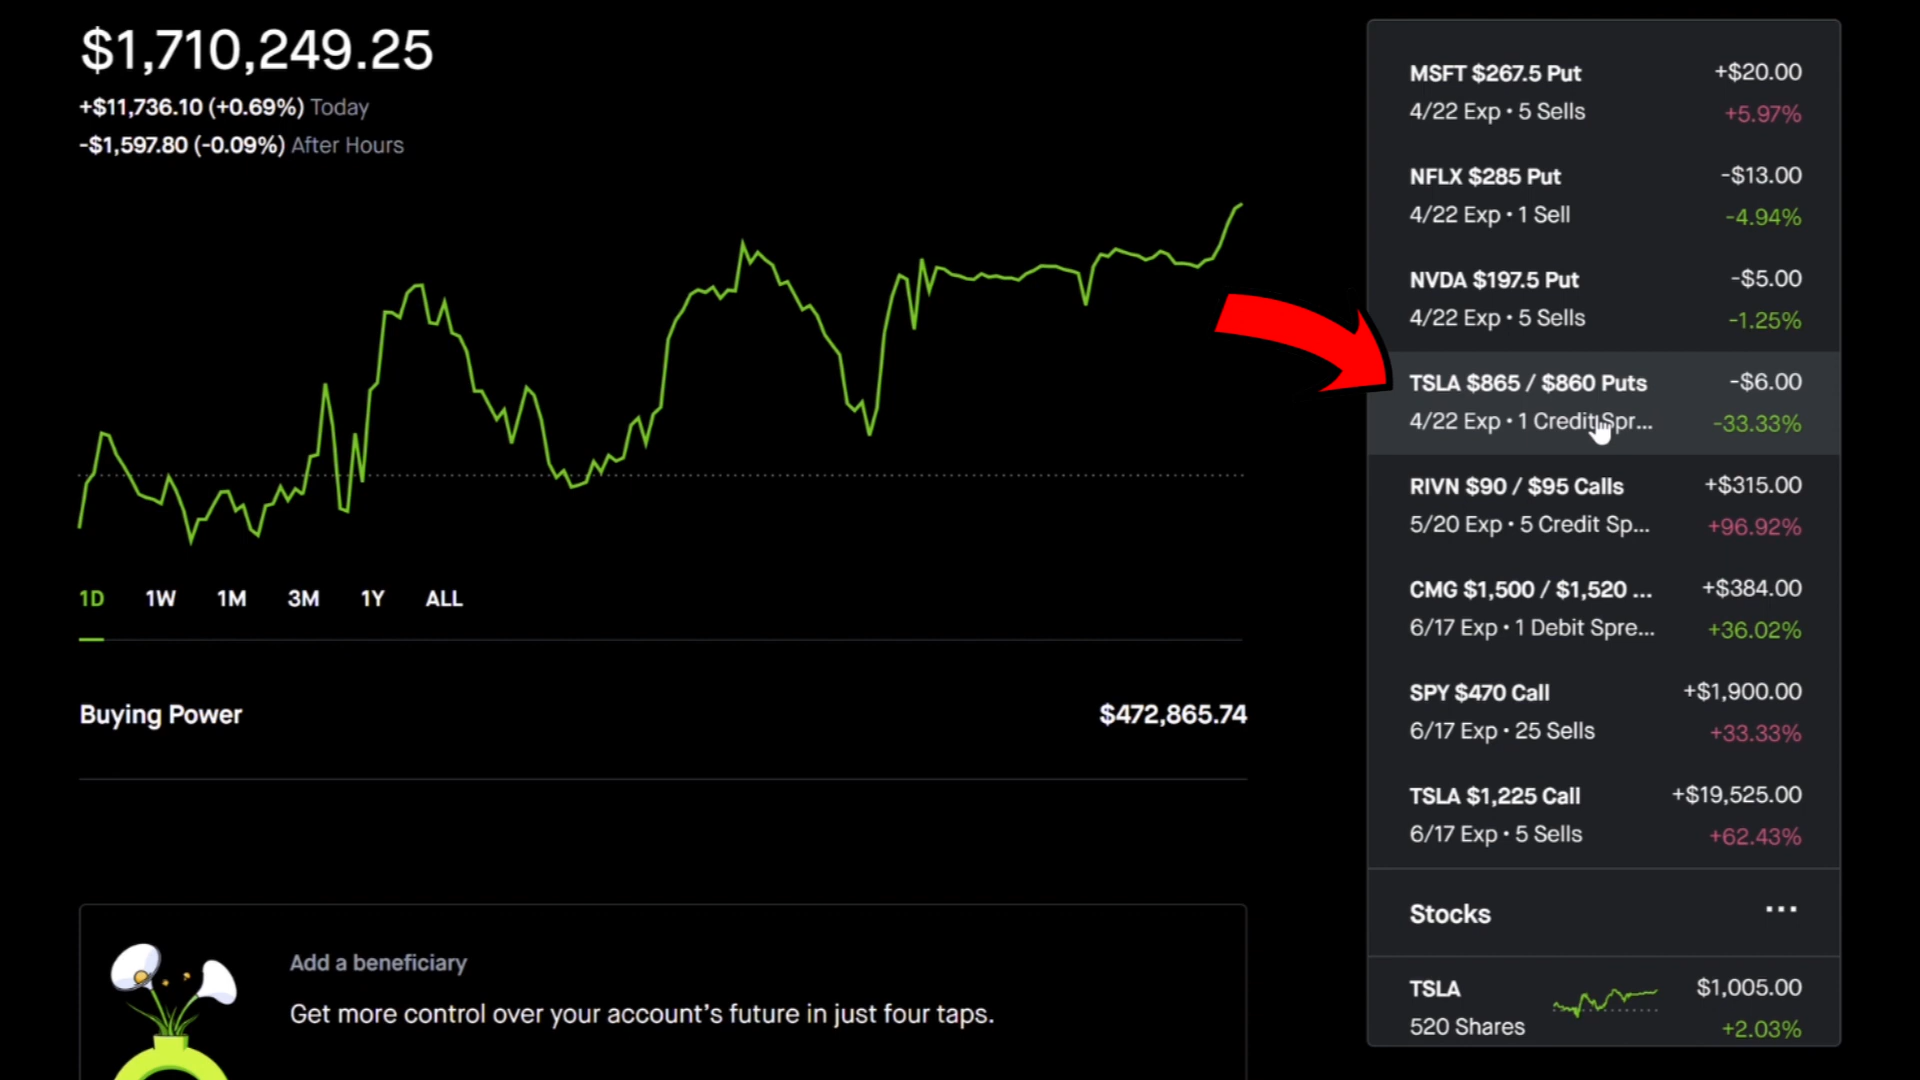 $1,710,249.25
+$11,736.10 (+0.69%) Today
-$1,597.80 (-0.09%) After Hours
1D 1W 1M 3M 1Y ALL
Buying Power $472,865.74
Add a beneficiary
Get more control over your account's future in just four taps.
MSFT $267.5 Put +$20.00
4/22 Exp • 5 Sells +5.97%
NFLX $285 Put -$13.00
4/22 Exp • 1 Sell -4.94%
NVDA $197.5 Put -$5.00
4/22 Exp • 5 Sells -1.25%
TSLA $865 / $860 Puts -$6.00
4/22 Exp • 1 Credit Spr... -33.33%
RIVN $90 / $95 Calls +$315.00
5/20 Exp • 5 Credit Sp... +96.92%
CMG $1,500 / $1,520 ... +$384.00
6/17 Exp • 1 Debit Spre... +36.02%
SPY $470 Call +$1,900.00
6/17 Exp • 25 Sells +33.33%
TSLA $1,225 Call +$19,525.00
6/17 Exp • 5 Sells +62.43%
Stocks ...
TSLA $1,005.00
520 Shares +2.03%